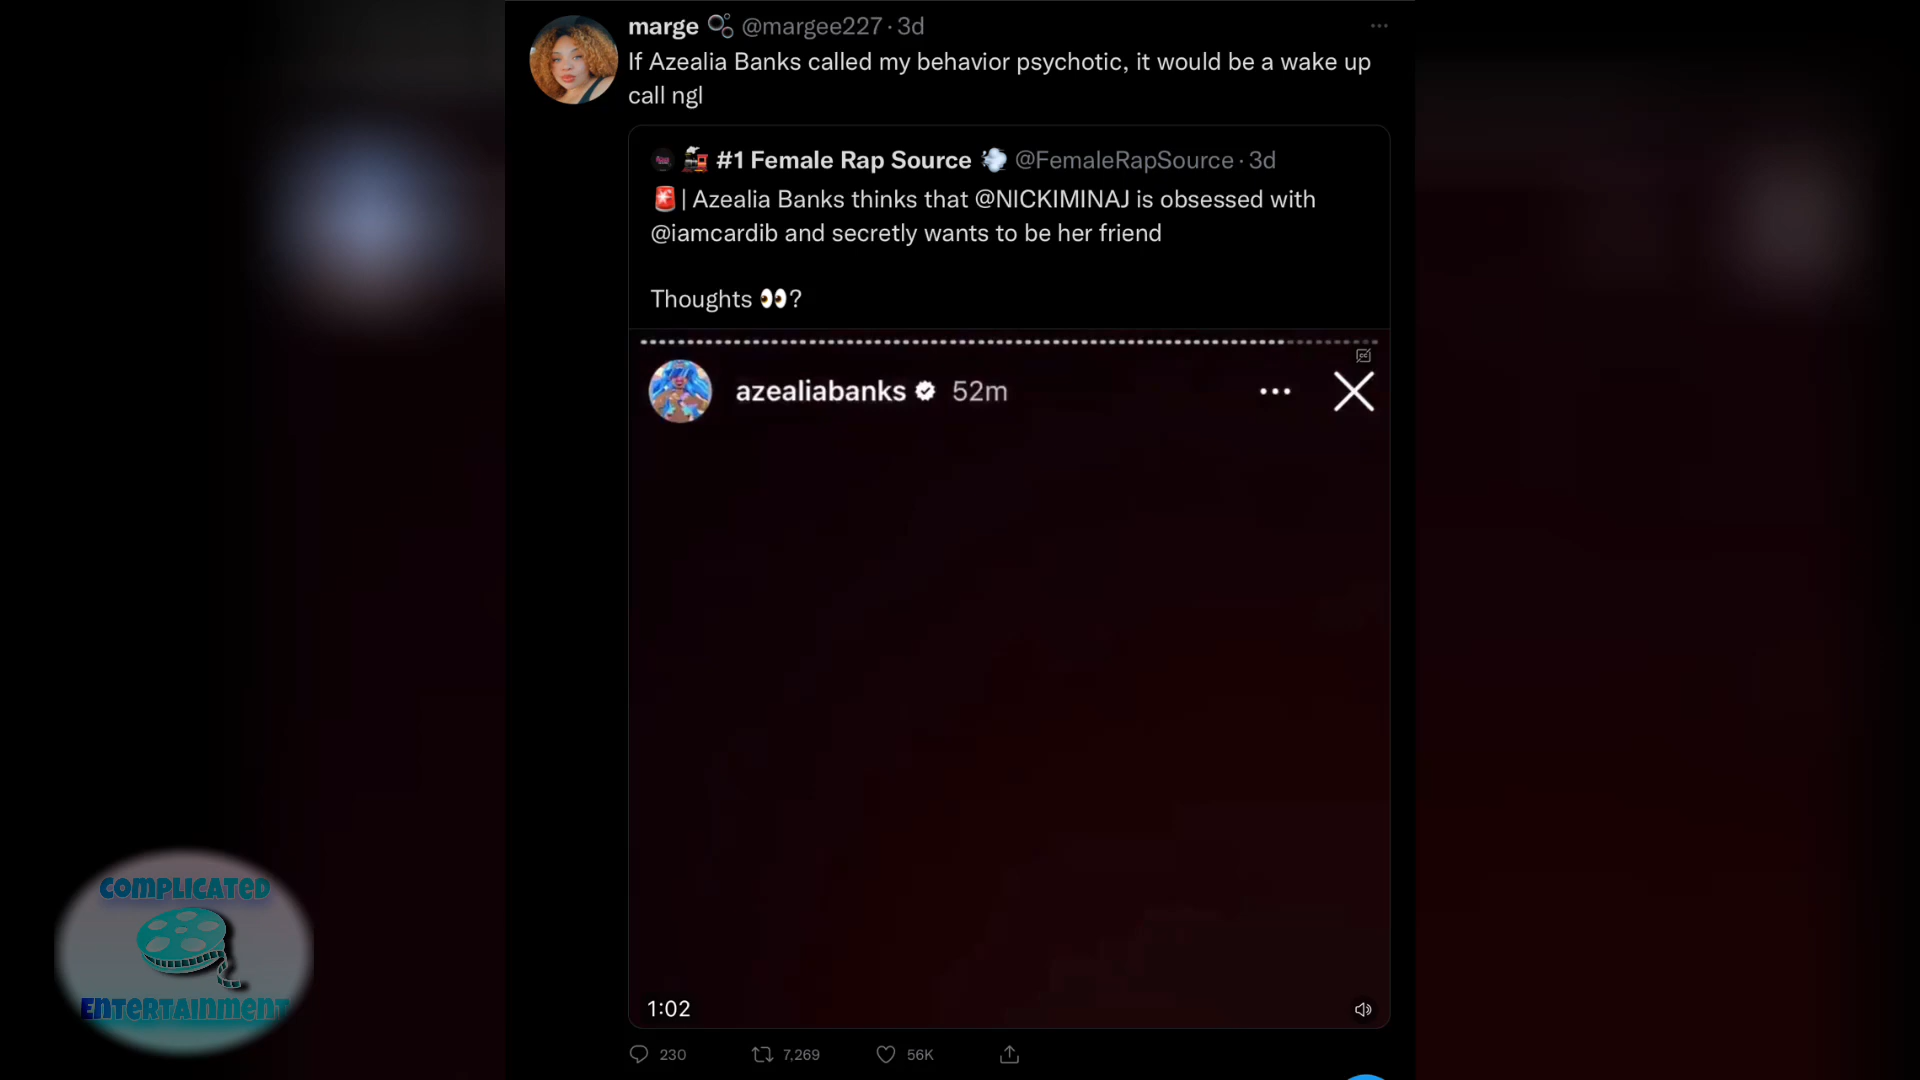 marge @margee227 · 3d
If Azealia Banks called my behavior psychotic, it would be a wake up
call ngl
#1 Female Rap Source @FemaleRapSource · 3d
| Azealia Banks thinks that @NICKIMINAJ is obsessed with
@iamcardib and secretly wants to be her friend
Thoughts 👀?
azealiabanks 52m
1:02
230 7,269 56K
COMPLICATED
ENTERTAINMENT